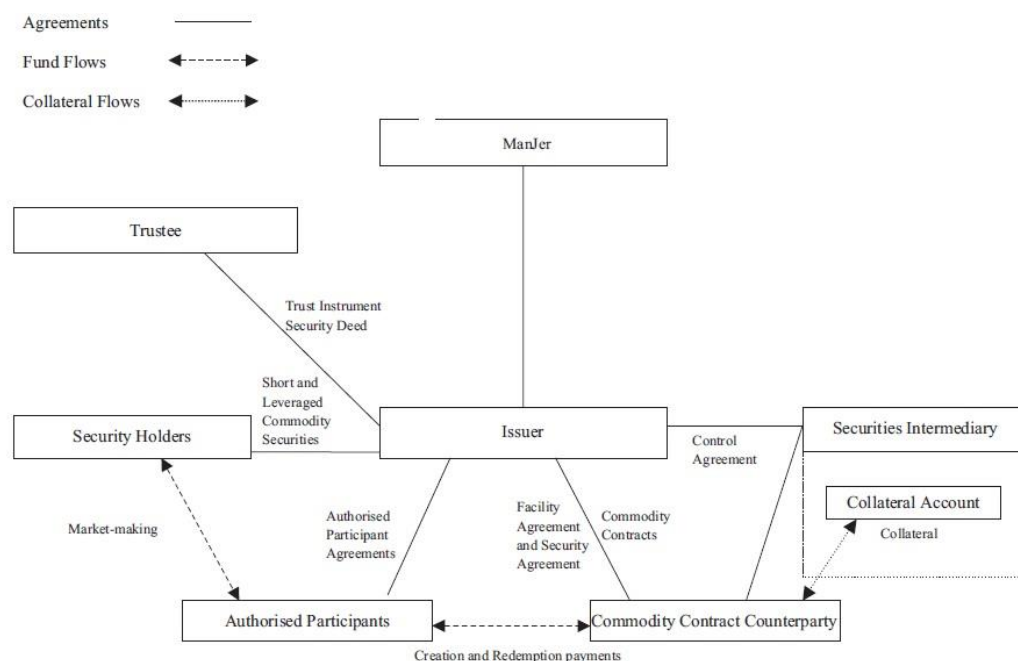 Agreements
Fund Flows
Collateral Flows
ManJer
Trustee
Trust Instrument
Security Deed
Short and
Leveraged
Commodity
Securities
Security Holders
Issuer
Securities Intermediary
Control
Agreement
Collateral Account
Collateral
Market-making
Authorised
Participant
Agreements
Facility
Agreement
and Security
Agreement
Commodity
Contracts
Authorised Participants
Commodity Contract Counterparty
Creation and Redemption payments